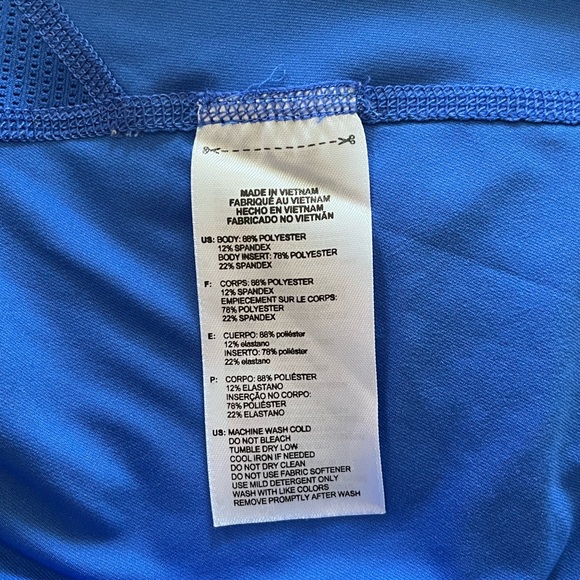 MADE IN VIETNAM
FABRIQUÉ AU VIETNAM
HECHO EN VIETNAM
FABRICADO NO VIETNÃN
US: BODY: 88% POLYESTER
12% SPANDEX
BODY INSERT: 78% POLYESTER
22% SPANDEX
F: CORPS: 88% POLYESTER
12% SPANDEX
EMPIECEMENT SUR LE CORPS:
78% POLYESTER
22% SPANDEX
E: CUERPO: 88% poliéster
12% elastano
INSERTO: 78% poliéster
22% elastano
P: CORPO: 88% POLIÉSTER
12% ELASTANO
INSERÇÃO NO CORPO:
78% POLIÉSTER
22% ELASTANO
US: MACHINE WASH COLD
DO NOT BLEACH
TUMBLE DRY LOW
COOL IRON IF NEEDED
DO NOT DRY CLEAN
DO NOT USE FABRIC SOFTENER
USE MILD DETERGENT ONLY
WASH WITH LIKE COLORS
REMOVE PROMPTLY AFTER WASH